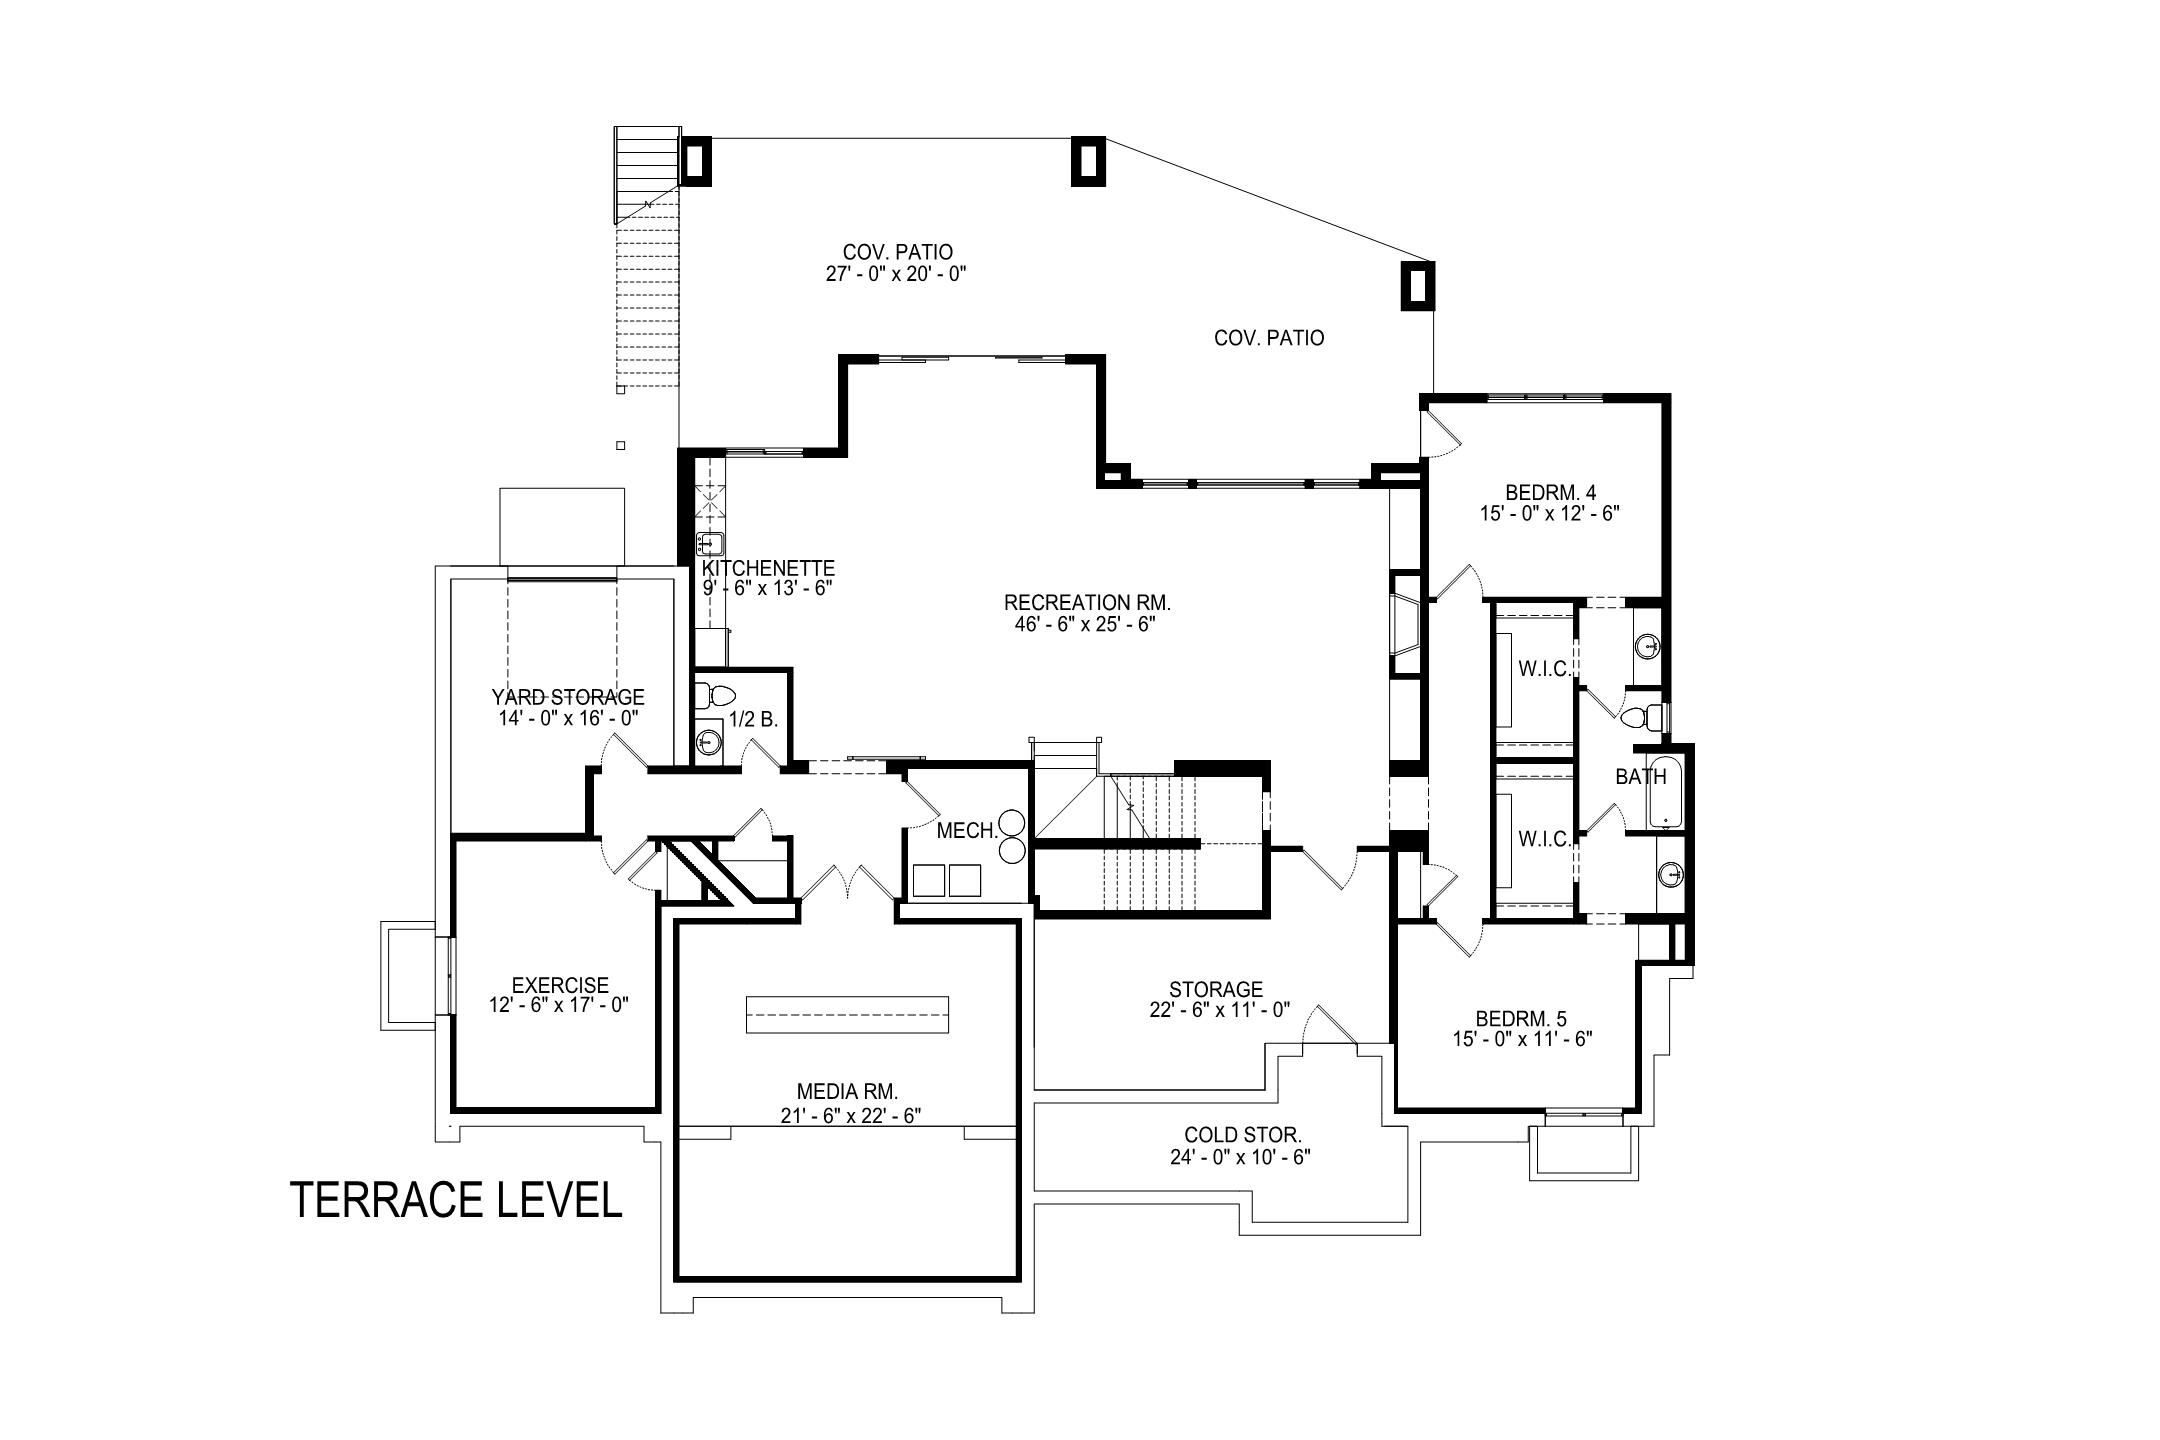 COV. PATIO
27' - 0" x 20' - 0"
COV. PATIO
BEDRM. 4
15' - 0" x 12' - 6"
KITCHENETTE
9' - 6" x 13' - 6"
RECREATION RM.
46' - 6" x 25' - 6"
W.I.C.
YARD STORAGE
14' - 0" x 16' - 0"
1/2 B.
BATH
MECH.
W.I.C.
EXERCISE
12' - 6" x 17' - 0"
STORAGE
22' - 6" x 11' - 0"
BEDRM. 5
15' - 0" x 11' - 6"
MEDIA RM.
21' - 6" x 22' - 6"
COLD STOR.
24' - 0" x 10' - 6"
TERRACE LEVEL